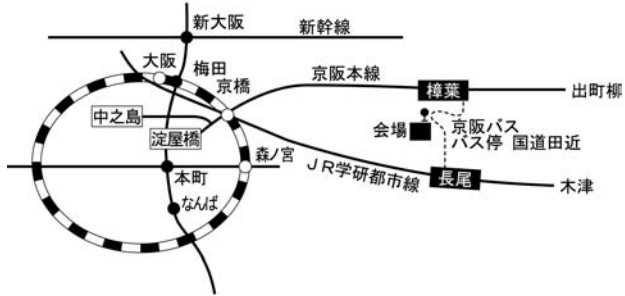 新大阪
新幹線
大阪
梅田
京橋
京阪本線
樟葉
出町柳
中之島
淀屋橋
会場
京阪バス
バス停 国道田近
森ノ宮
本町
JR学研都市線
長尾
木津
なんば